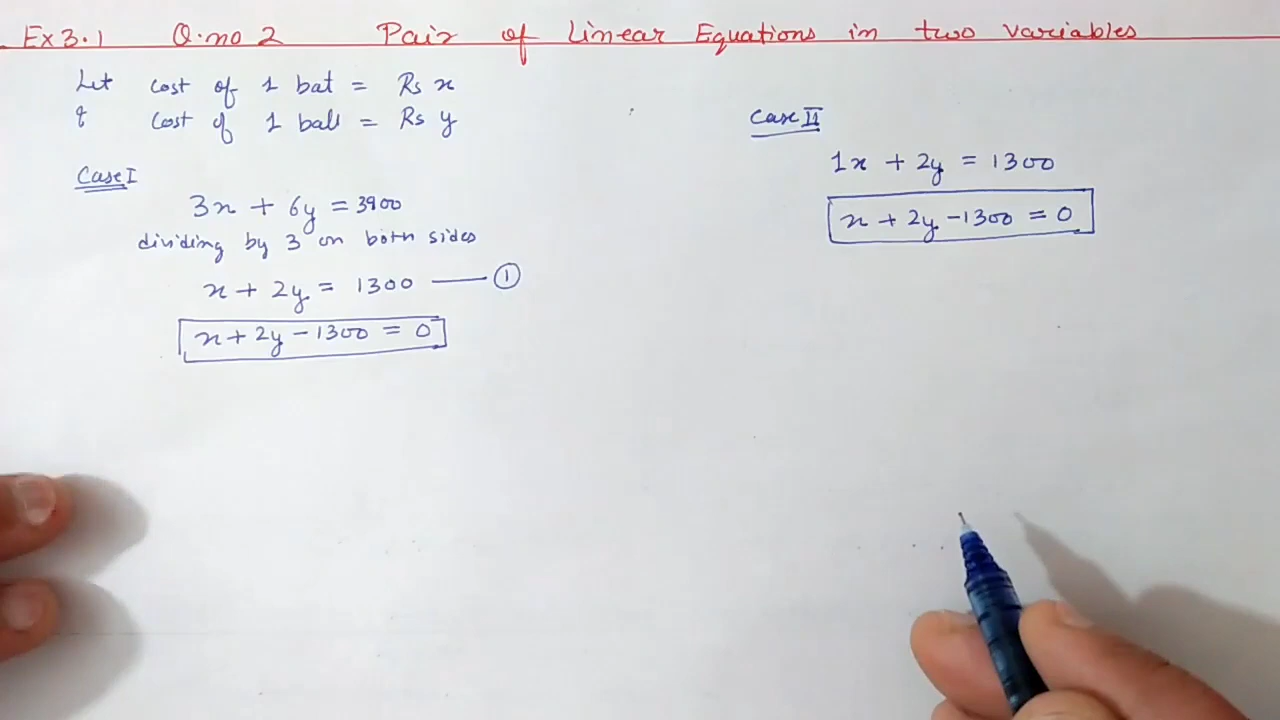 Ex 3.1 Q.no 2 Pair of Linear Equations in two variables
Let cost of 1 bat = Rs x
& cost of 1 ball = Rs y
Case I
3x + 6y = 3900
dividing by 3 on both sides
x + 2y = 1300 —— ①
x + 2y - 1300 = 0
Case II
1x + 2y = 1300
x + 2y - 1300 = 0